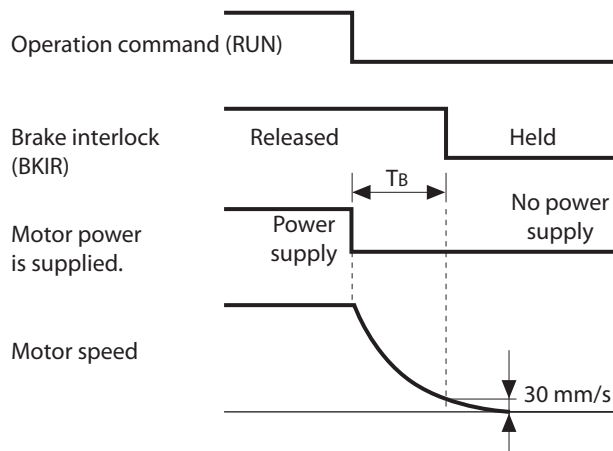 Operation command (RUN)
Brake interlock
(BKIR)
Released
Held
TB
Motor power
is supplied.
Power
supply
No power
supply
Motor speed
30 mm/s